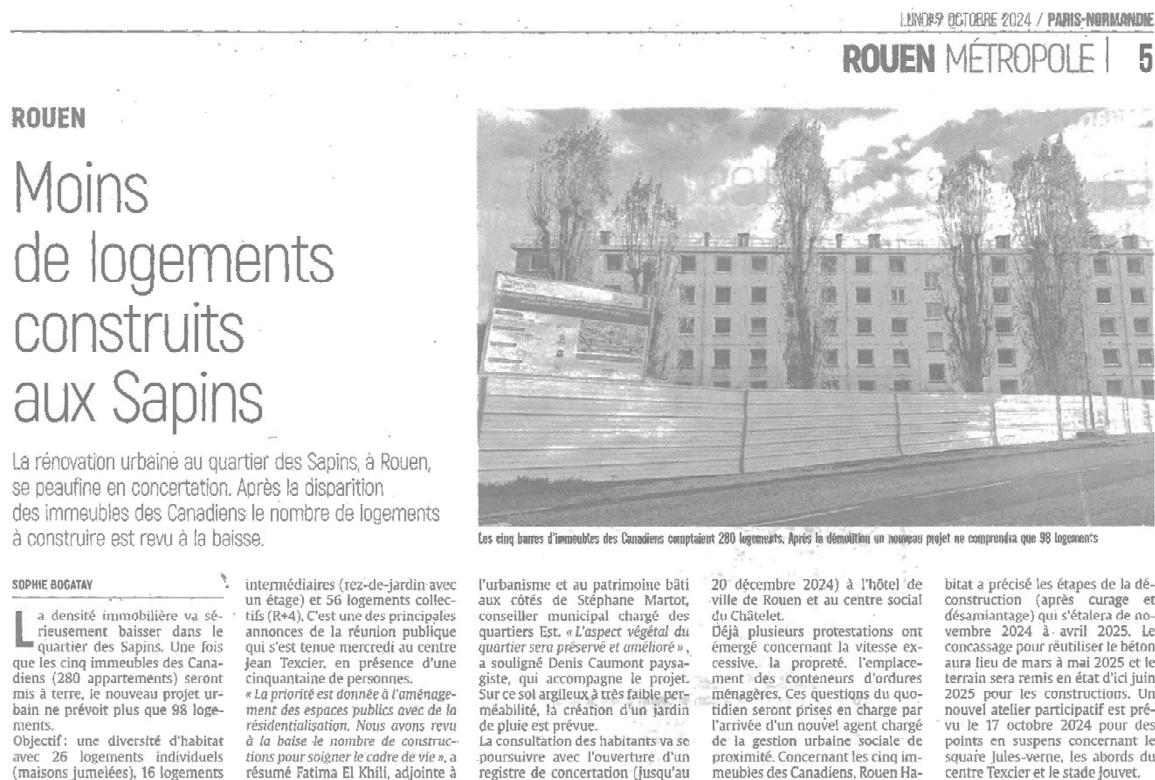 LUNDI 7 OCTOBRE 2024 / PARIS-NORMANDIE
ROUEN MÉTROPOLE | 5
ROUEN
Moins
de logements
construits
aux Sapins
La rénovation urbaine au quartier des Sapins, à Rouen,
se peaufine en concertation. Après la disparition
des immeubles des Canadiens le nombre de logements
à construire est revu à la baisse.
Les cinq barres d'immeubles des Canadiens comptaient 280 logements. Après la démolition un nouveau projet ne comprendra que 98 logements
SOPHIE BOGATAY
La densité immobilière va sé-
rieusement baisser dans le
quartier des Sapins. Une fois
que les cinq immeubles des Cana-
diens (280 appartements) seront
mis à terre, le nouveau projet ur-
bain ne prévoit plus que 98 loge-
ments.
Objectif : une diversité d'habitat
avec 26 logements individuels
(maisons jumelées), 16 logements
intermédiaires (rez-de-jardin avec
un étage) et 56 logements collec-
tifs (R+4). C'est une des principales
annonces de la réunion publique
qui s'est tenue mercredi au centre
Jean Texcier, en présence d'une
cinquantaine de personnes.
« La priorité est donnée à l'aménage-
ment des espaces publics avec de la
résidentialisation. Nous avons revu
à la baise le nombre de construc-
tions pour soigner le cadre de vie », a
résumé Fatima El Khili, adjointe à
l'urbanisme et au patrimoine bâti
aux côtés de Stéphane Martot,
conseiller municipal chargé des
quartiers Est. « L'aspect végétal du
quartier sera préservé et amélioré »,
a souligné Denis Caumont paysa-
giste, qui accompagne le projet.
Sur ce sol argileux à très faible per-
méabilité, la création d'un jardin
de pluie est prévue.
La consultation des habitants va se
poursuivre avec l'ouverture d'un
registre de concertation (jusqu'au
20 décembre 2024) à l'hôtel de
ville de Rouen et au centre social
du Châtelet.
Déjà plusieurs protestations ont
émergé concernant la vitesse ex-
cessive, la propreté, l'emplace-
ment des conteneurs d'ordures
ménagères. Ces questions du quo-
tidien seront prises en charge par
l'arrivée d'un nouvel agent chargé
de la gestion urbaine sociale de
proximité. Concernant les cinq im-
meubles des Canadiens, Rouen Ha-
bitat a précisé les étapes de la dé-
construction (après curage et
désamiantage) qui s'étalera de no-
vembre 2024 à avril 2025. Le
concassage pour réutiliser le béton
aura lieu de mars à mai 2025 et le
terrain sera remis en état d'ici juin
2025 pour les constructions. Un
nouvel atelier participatif est pré-
vu le 17 octobre 2024 pour des
points en suspens concernant le
square Jules-verne, les abords du
centre Texcier et le stationnement.